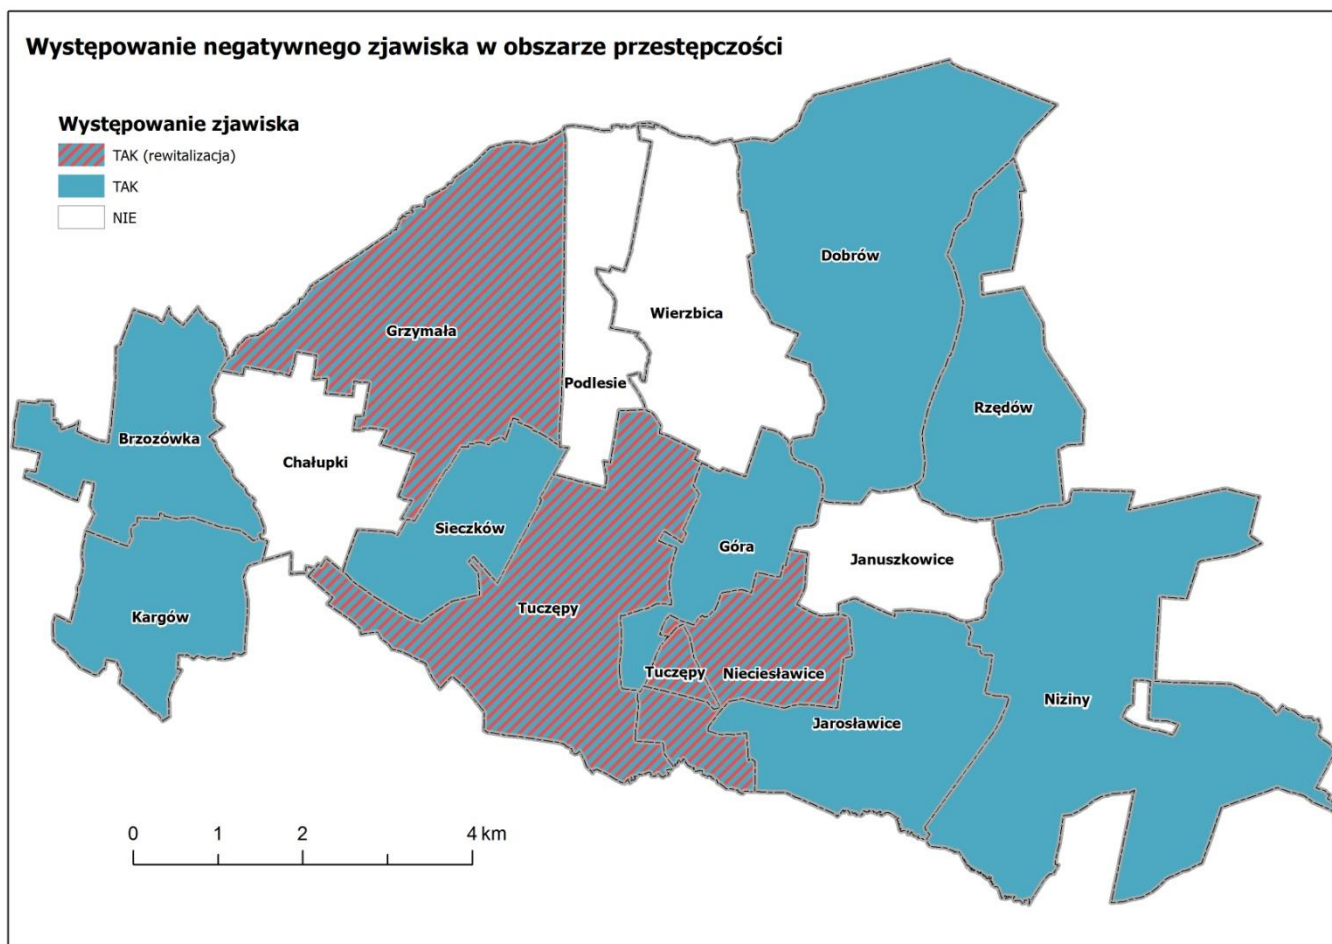 Występowanie negatywnego zjawiska w obszarze przestępczości
Występowanie zjawiska
TAK (rewitalizacja)
TAK
NIE
Dobrów
Wierzbica
Grzymała
Podlesie
Rzędów
Brzozówka
Chałupki
Sieczków
Góra
Januszkowice
Kargów
Tuczępy
Tuczępy
Nieciesławice
Niziny
Jarosławice
0 1 2 4 km